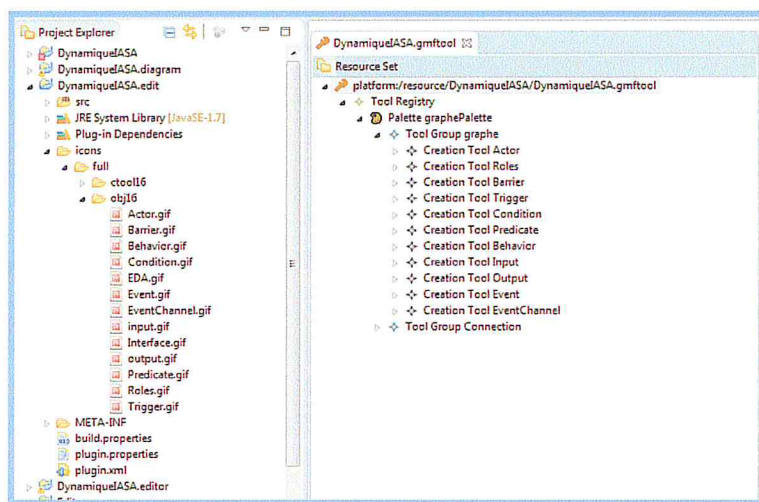 Project Explorer
DynamiqueIASA
DynamiqueIASA.diagram
DynamiqueIASA.edit
src
JRE System Library [JavaSE-1.7]
Plug-in Dependencies
icons
full
ctool16
obj16
Actor.gif
Barrier.gif
Behavior.gif
Condition.gif
EDA.gif
Event.gif
EventChannel.gif
input.gif
Interface.gif
output.gif
Predicate.gif
Roles.gif
Trigger.gif
META-INF
build.properties
plugin.properties
plugin.xml
DynamiqueIASA.editor
DynamiqueIASA.gmftool
Resource Set
platform:/resource/DynamiqueIASA/DynamiqueIASA.gmftool
Tool Registry
Palette graphePalette
Tool Group graphe
Creation Tool Actor
Creation Tool Roles
Creation Tool Barrier
Creation Tool Trigger
Creation Tool Condition
Creation Tool Predicate
Creation Tool Behavior
Creation Tool Input
Creation Tool Output
Creation Tool Event
Creation Tool EventChannel
Tool Group Connection